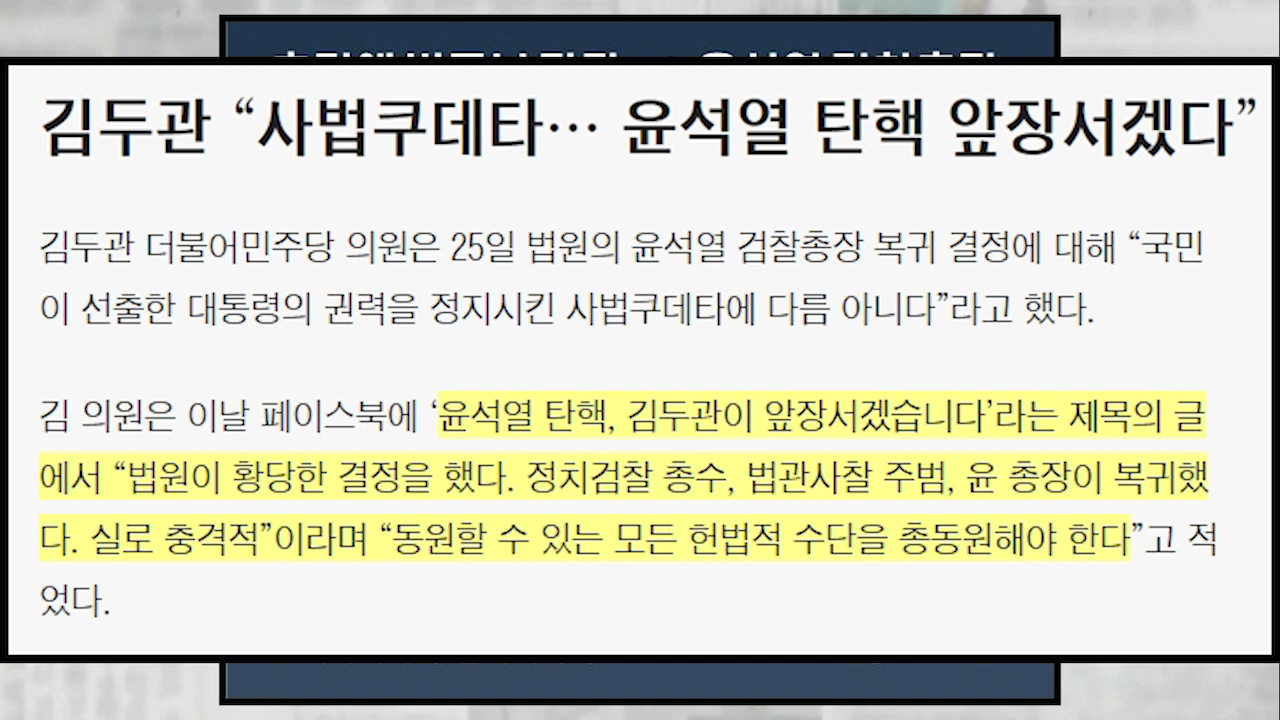 김두관 “사법쿠데타… 윤석열 탄핵 앞장서겠다”
김두관 더불어민주당 의원은 25일 법원의 윤석열 검찰총장 복귀 결정에 대해 “국민
이 선출한 대통령의 권력을 정지시킨 사법쿠데타에 다름 아니다”라고 했다.
김 의원은 이날 페이스북에 ‘윤석열 탄핵, 김두관이 앞장서겠습니다’라는 제목의 글
에서 “법원이 황당한 결정을 했다. 정치검찰 총수, 법관사찰 주범, 윤 총장이 복귀했
다. 실로 충격적”이라며 “동원할 수 있는 모든 헌법적 수단을 총동원해야 한다”고 적
었다.